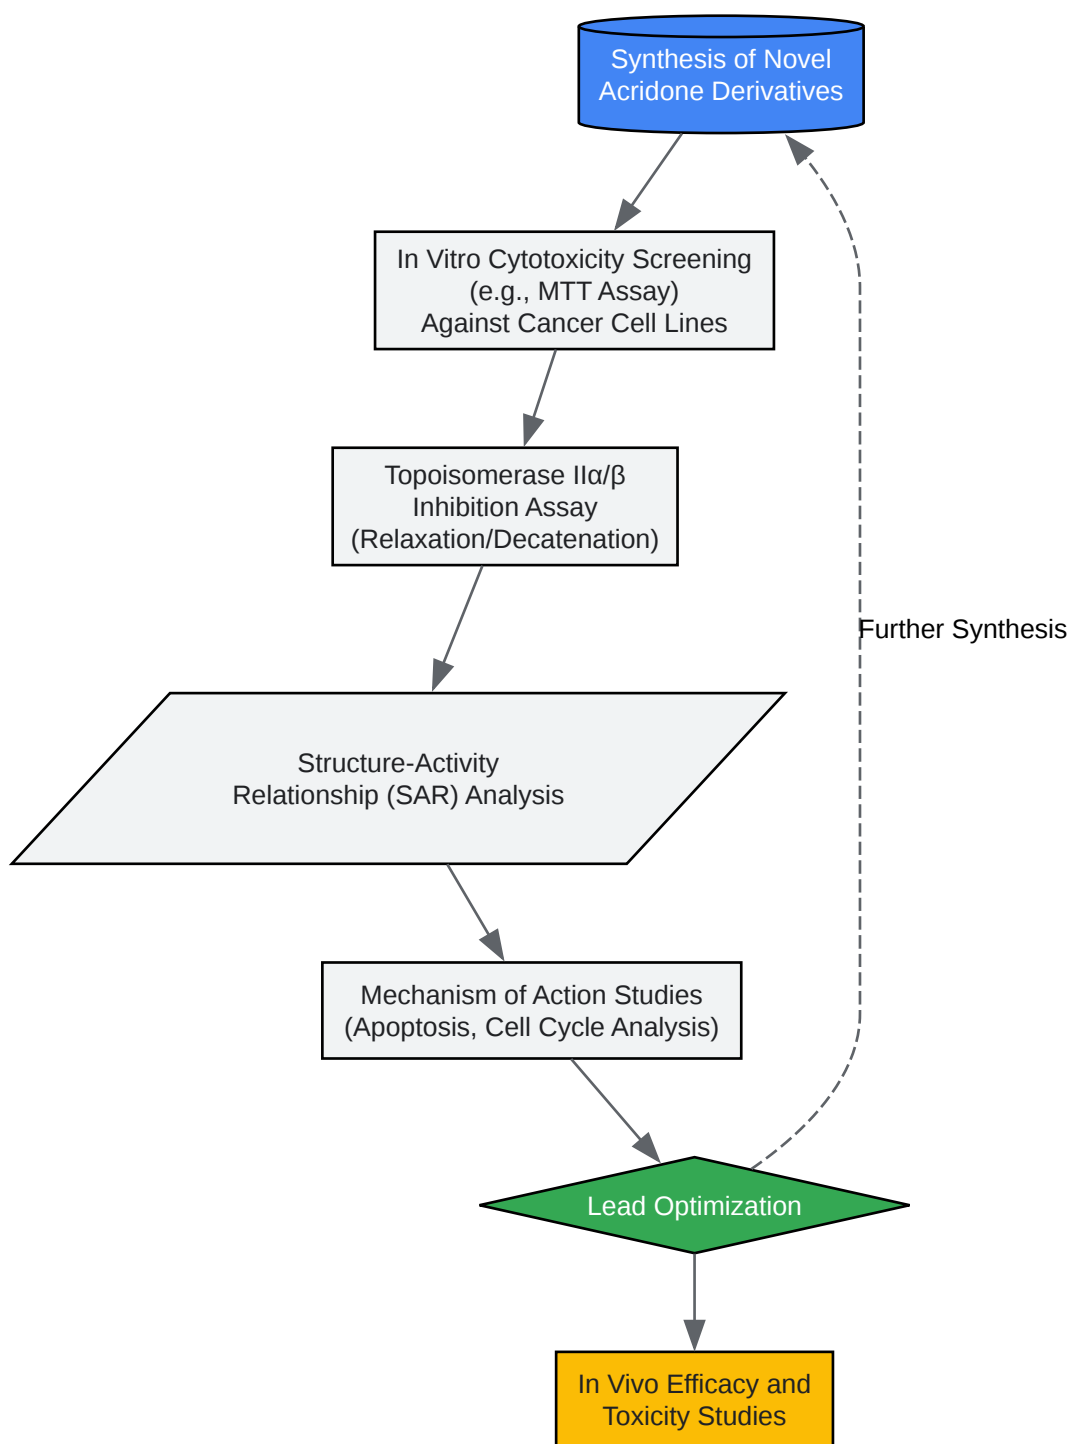 Synthesis of Novel
Acridone Derivatives
In Vitro Cytotoxicity Screening
(e.g., MTT Assay)
Against Cancer Cell Lines
Topoisomerase IIα/β
Inhibition Assay
(Relaxation/Decatenation)
Further Synthesis
Structure-Activity
Relationship (SAR) Analysis
Mechanism of Action Studies
(Apoptosis, Cell Cycle Analysis)
Lead Optimization
In Vivo Efficacy and
Toxicity Studies